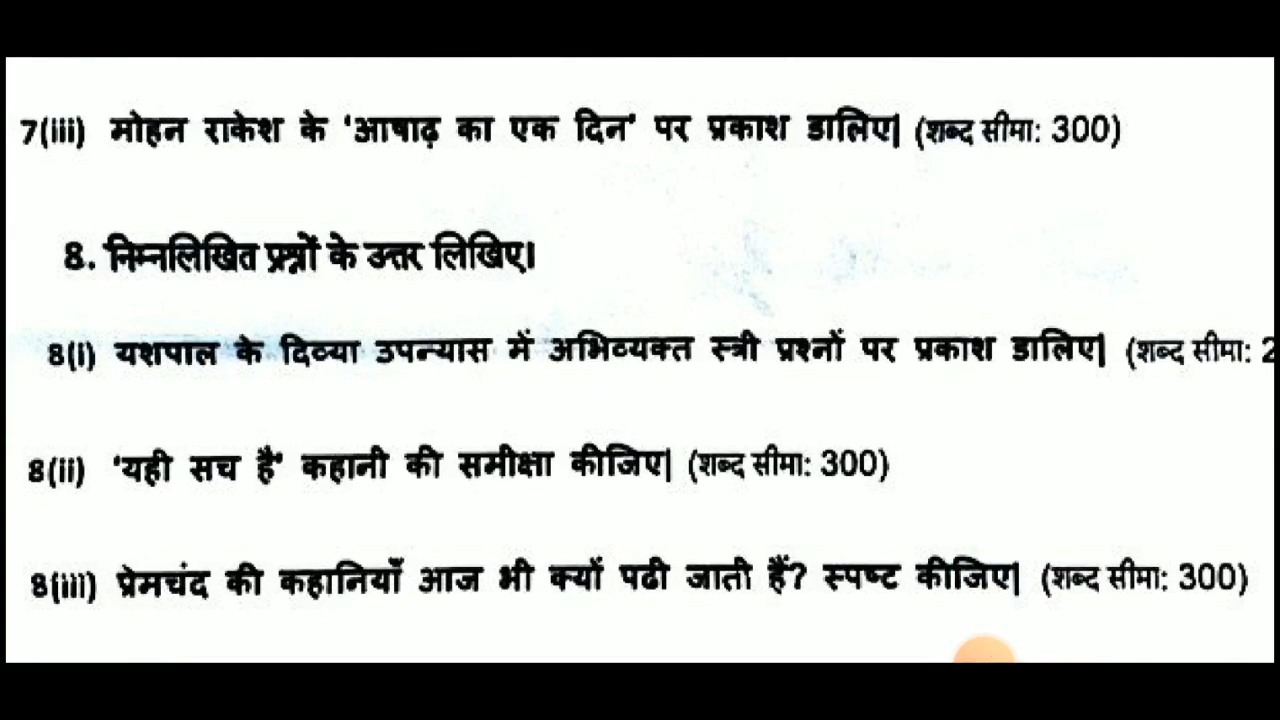 7(iii) मोहन राकेश के ‘आषाढ़ का एक दिन’ पर प्रकाश डालिए| (शब्द सीमा: 300)
8. निम्नलिखित प्रश्नों के उत्तर लिखिए।
8(i) यशपाल के दिव्या उपन्यास में अभिव्यक्त स्त्री प्रश्नों पर प्रकाश डालिए| (शब्द सीमा: 2
8(ii) ‘यही सच है’ कहानी की समीक्षा कीजिए| (शब्द सीमा: 300)
8(iii) प्रेमचंद की कहानियाँ आज भी क्यों पढी जाती हैं? स्पष्ट कीजिए| (शब्द सीमा: 300)